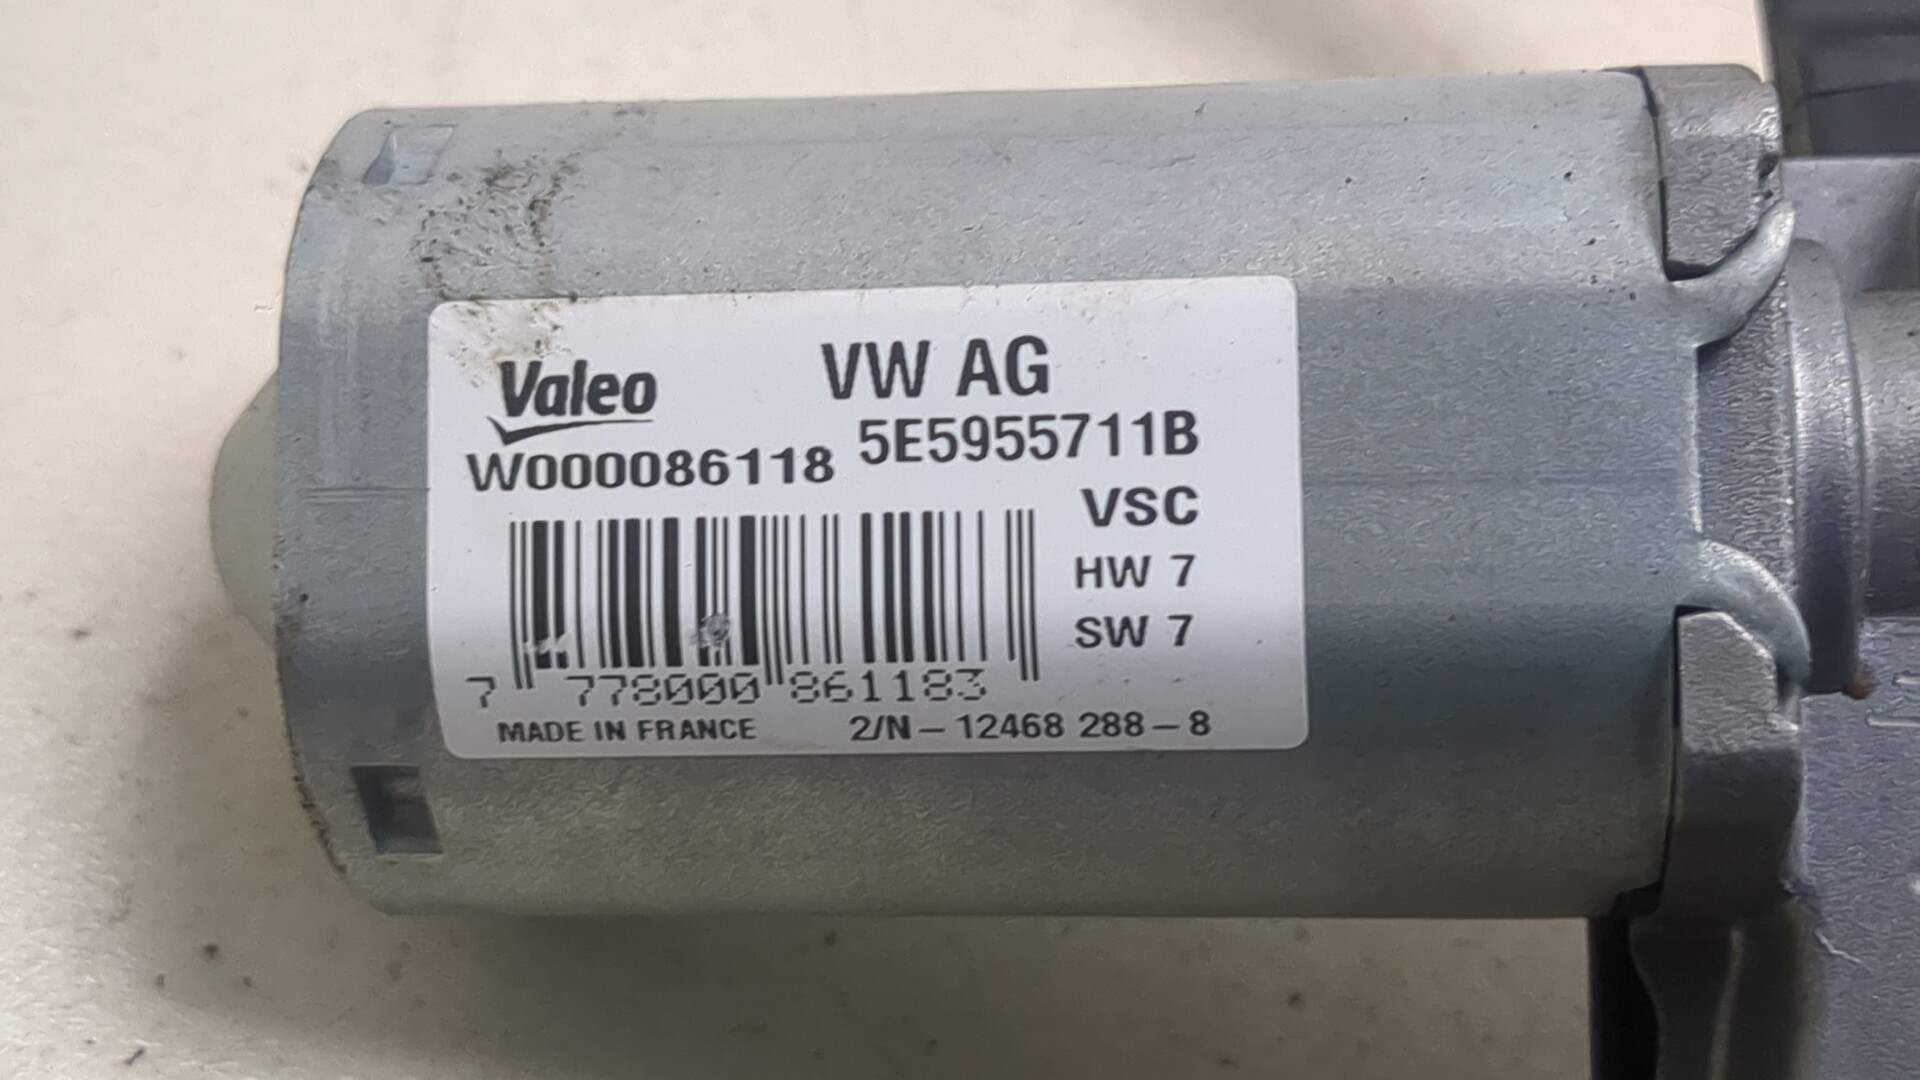 Valeo
VW AG
W000086118 5E5955711B
VSC
HW 7
SW 7
7 778000 861183
MADE IN FRANCE 2/N-12468 288-8